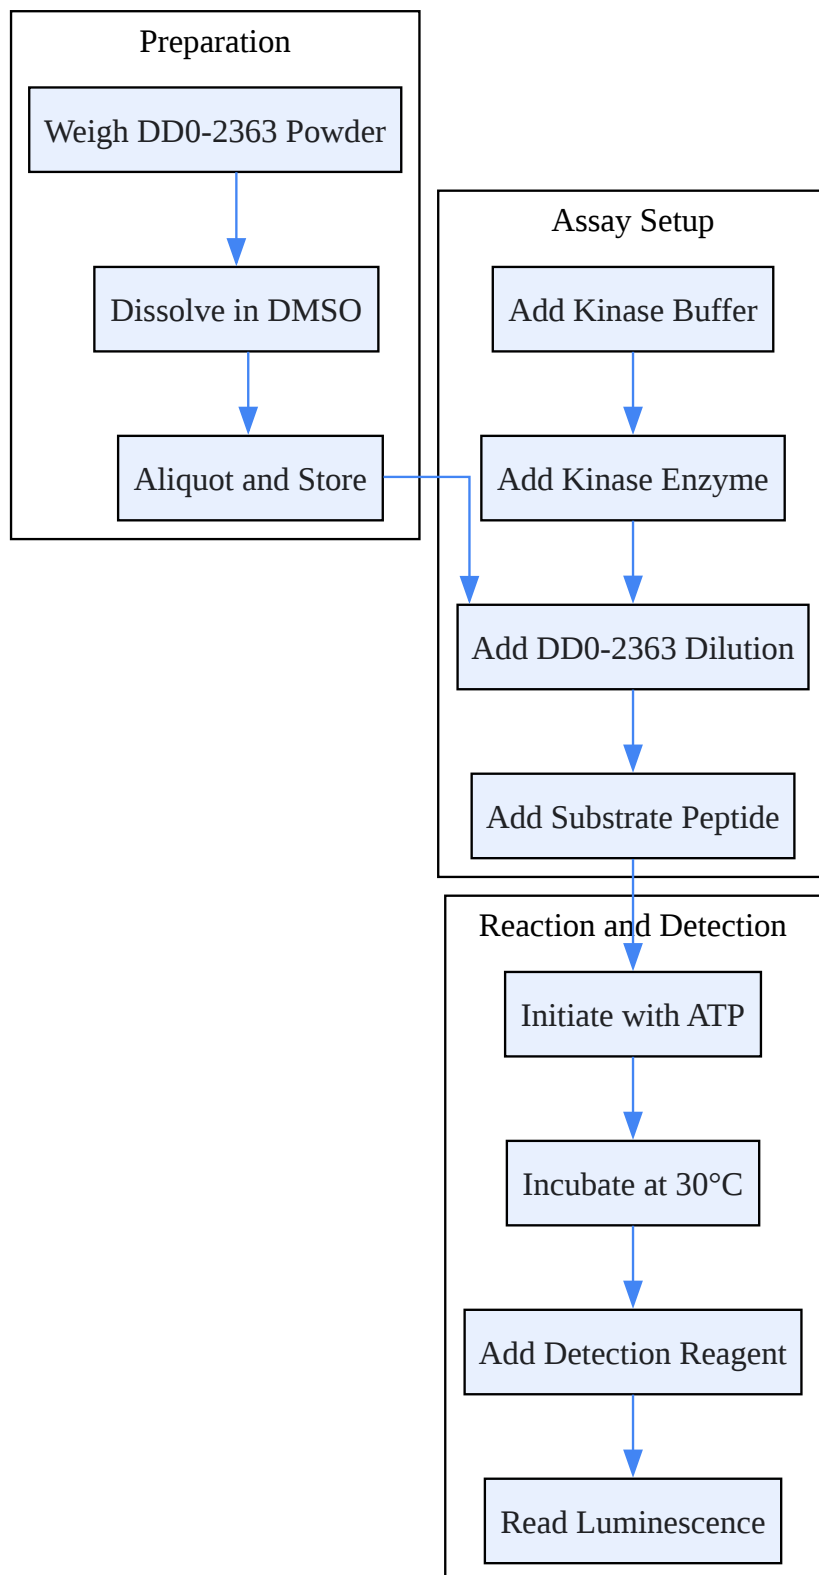 Preparation
Weigh DD0-2363 Powder
Dissolve in DMSO
Aliquot and Store
Assay Setup
Add Kinase Buffer
Add Kinase Enzyme
Add DD0-2363 Dilution
Add Substrate Peptide
Reaction and Detection
Initiate with ATP
Incubate at 30°C
Add Detection Reagent
Read Luminescence